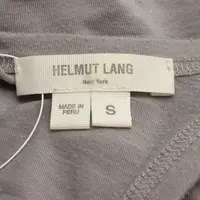 HELMUT LANG
New York
MADE IN
PERU
S